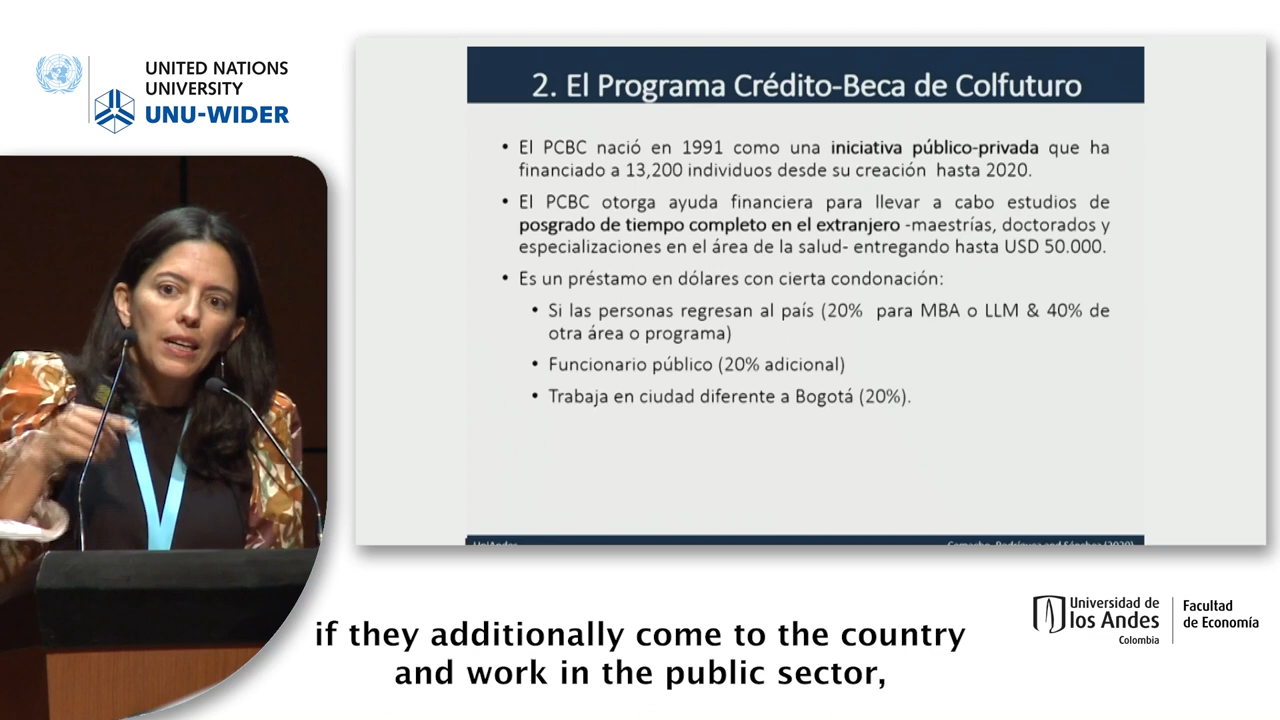 UNITED NATIONS
UNIVERSITY
UNU-WIDER
2. El Programa Crédito-Beca de Colfuturo
• El PCBC nació en 1991 como una iniciativa público-privada que ha
financiado a 13,200 individuos desde su creación hasta 2020.
• El PCBC otorga ayuda financiera para llevar a cabo estudios de
posgrado de tiempo completo en el extranjero -maestrías, doctorados y
especializaciones en el área de la salud- entregando hasta USD 50.000.
• Es un préstamo en dólares con cierta condonación:
• Si las personas regresan al país (20% para MBA o LLM & 40% de
otra área o programa)
• Funcionario público (20% adicional)
• Trabaja en ciudad diferente a Bogotá (20%).
UniAndes
Camacho, Rodríguez and Sánchez (2020)
if they additionally come to the country
and work in the public sector,
Universidad de
los Andes
Colombia
Facultad
de Economía